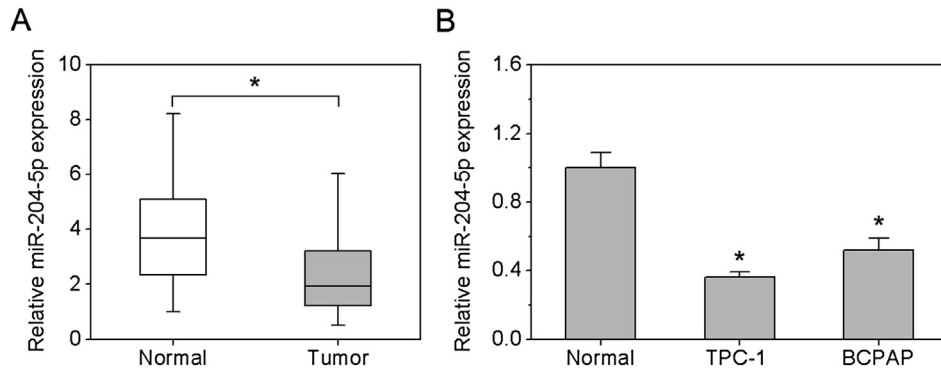 A
Relative miR-204-5p expression
10
8
6
4
2
0
*
Normal
Tumor
B
Relative miR-204-5p expression
1.6
1.2
0.8
0.4
0.0
*
*
Normal
TPC-1
BCPAP